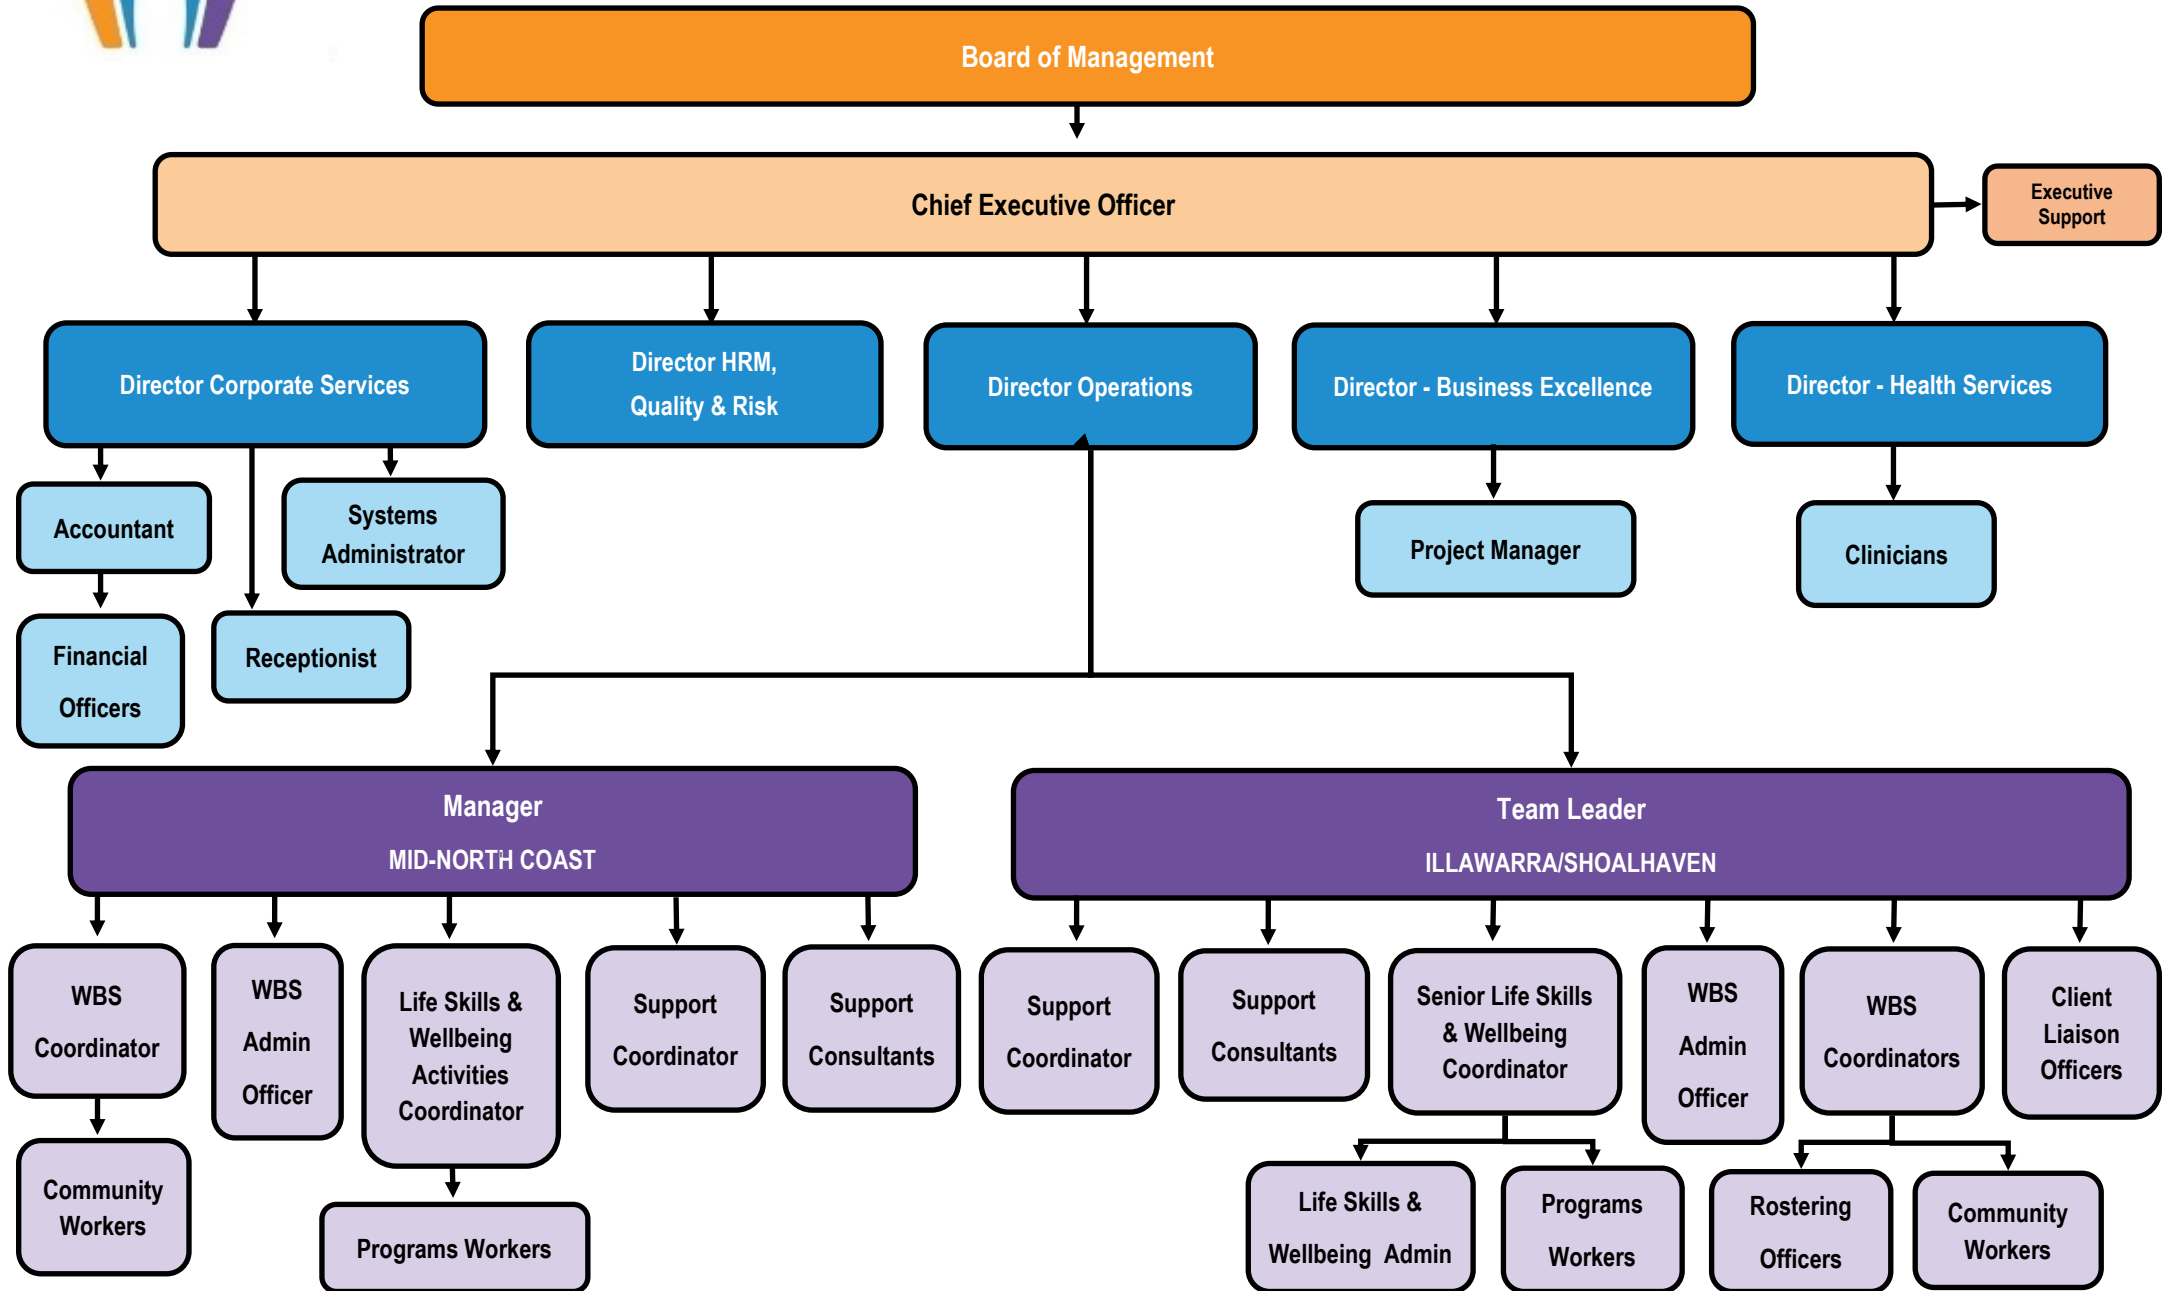 Board of Management
Chief Executive Officer
Executive
Support
Director Corporate Services
Director HRM,
Quality & Risk
Director Operations
Director - Business Excellence
Director - Health Services
Accountant
Systems
Administrator
Project Manager
Clinicians
Financial
Officers
Receptionist
Manager
MID-NORTH COAST
Team Leader
ILLAWARRA/SHOALHAVEN
WBS
Coordinator
WBS
Admin
Officer
Life Skills &
Wellbeing
Activities
Coordinator
Support
Coordinator
Support
Consultants
Support
Coordinator
Support
Consultants
Senior Life Skills
& Wellbeing
Coordinator
WBS
Admin
Officer
WBS
Coordinators
Client
Liaison
Officers
Community
Workers
Programs Workers
Life Skills &
Wellbeing Admin
Programs
Workers
Rostering
Officers
Community
Workers